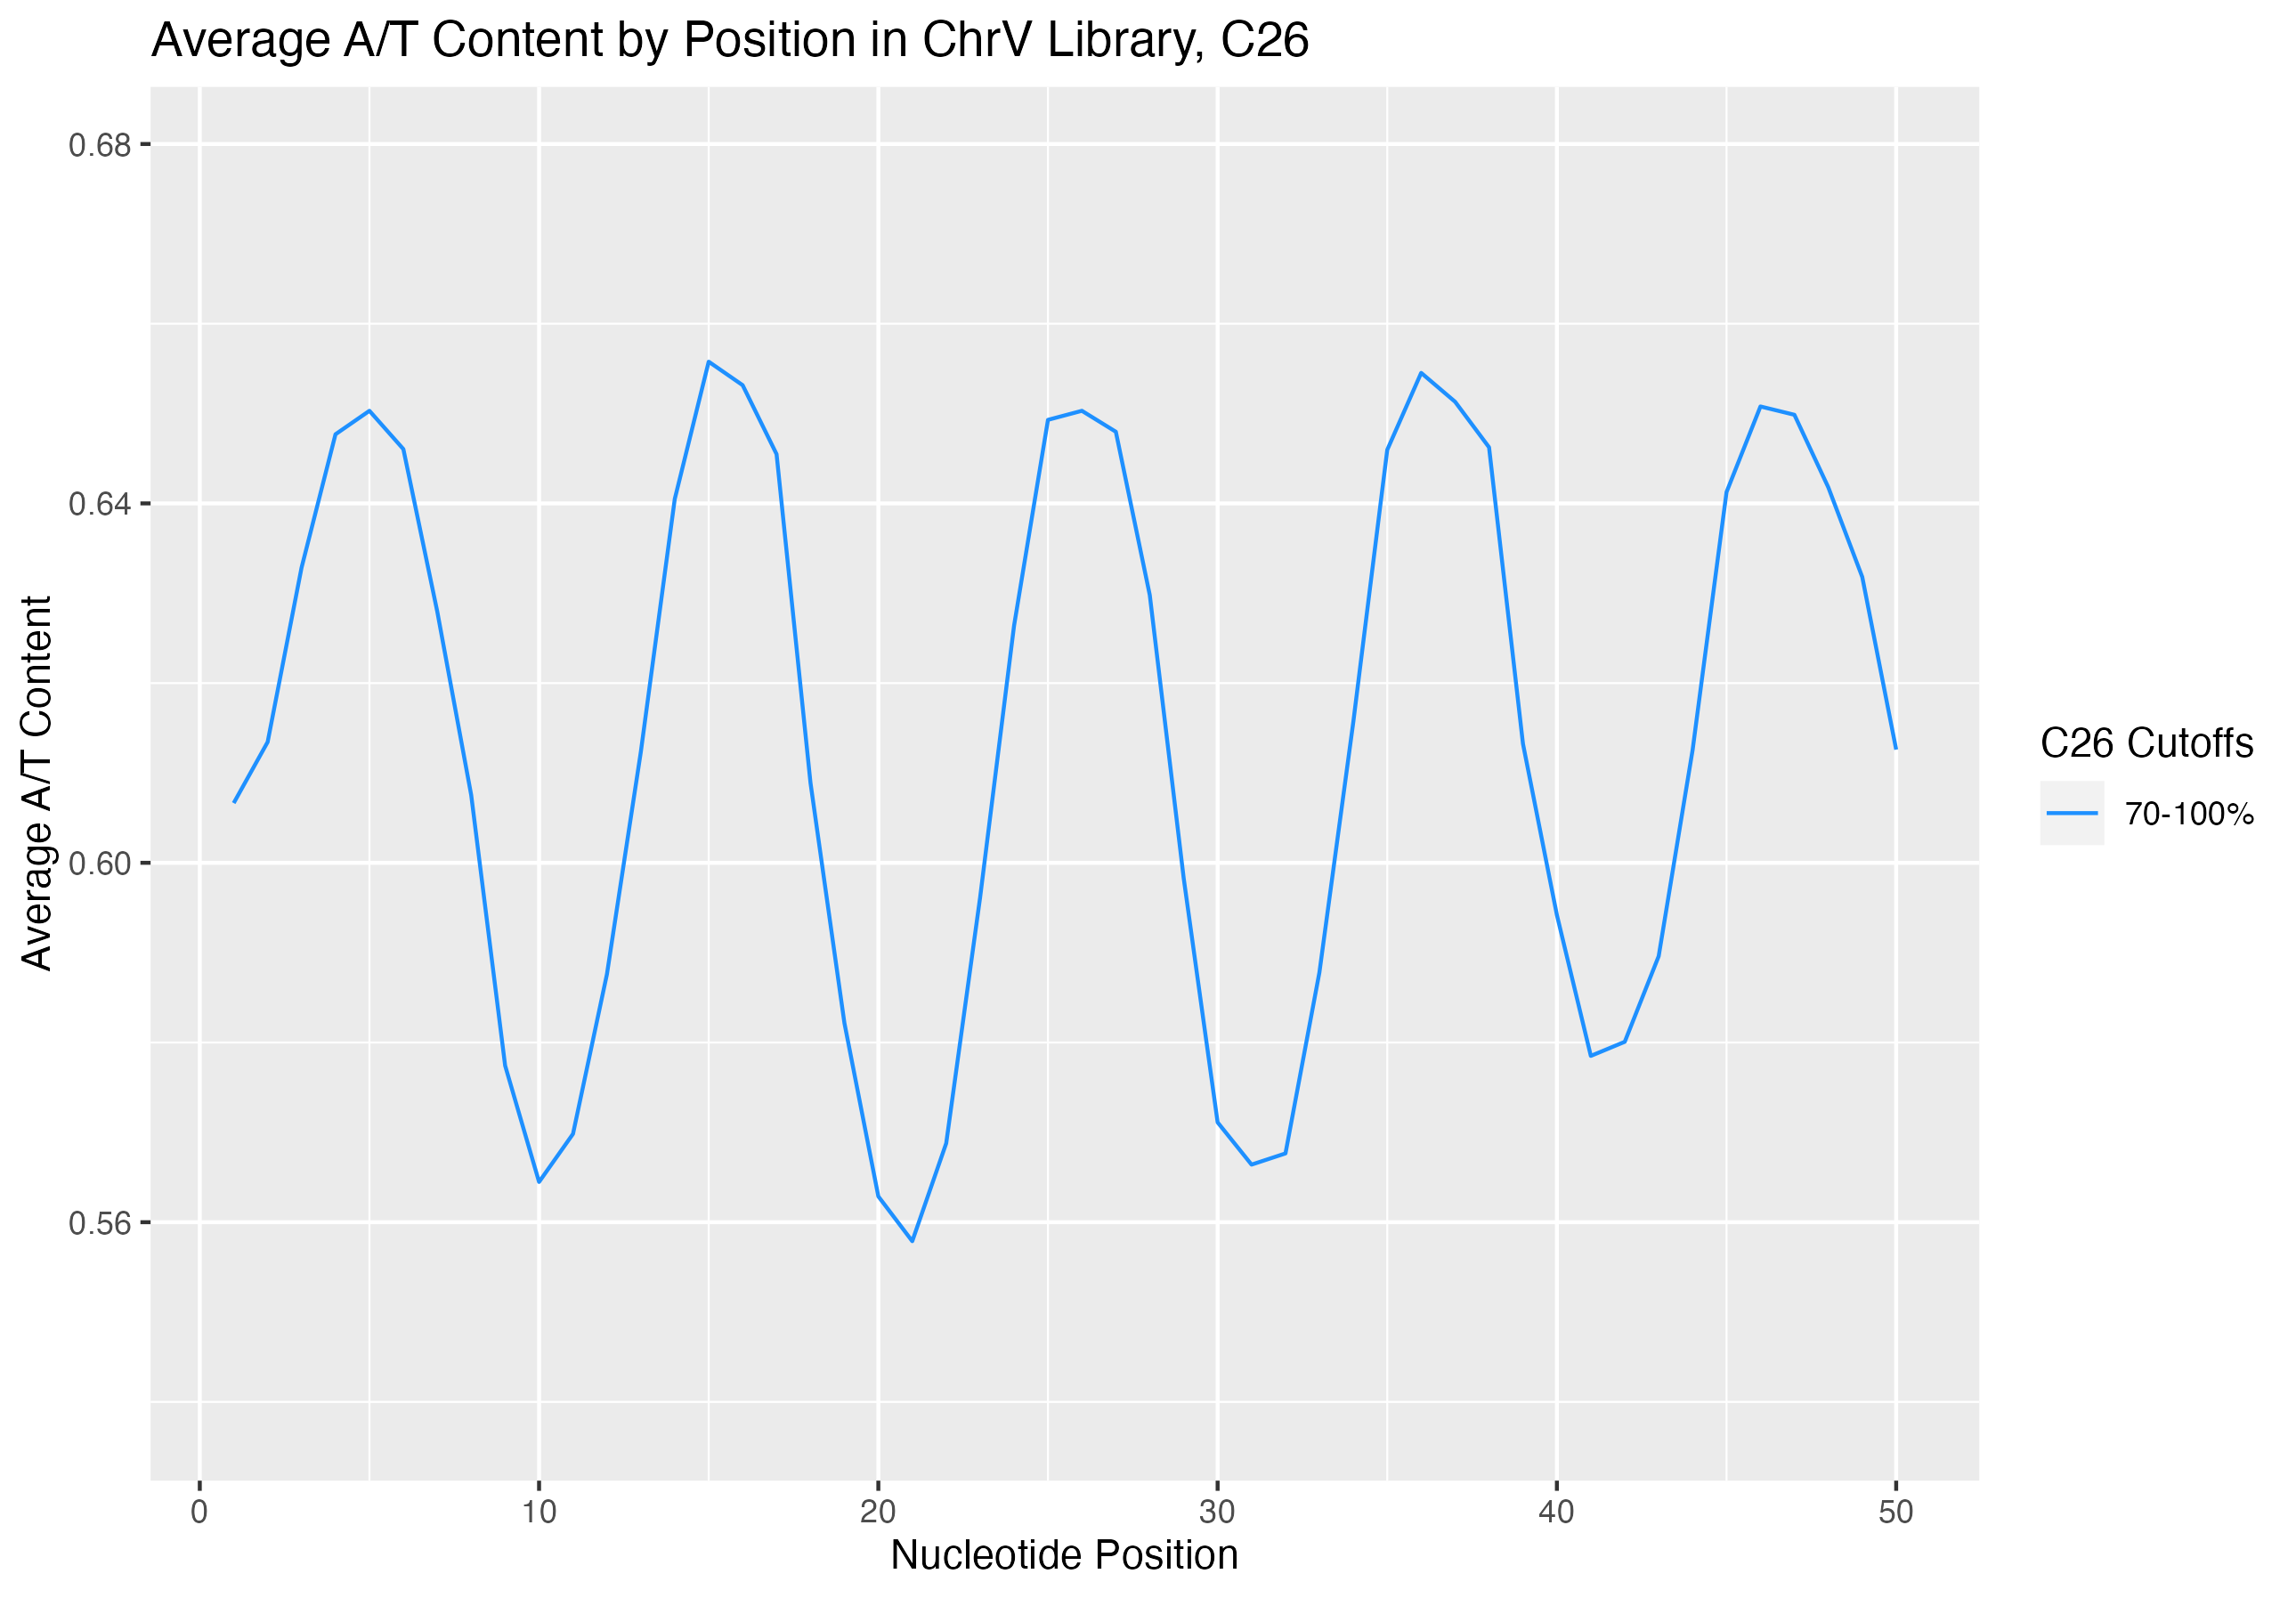 Average A/T Content by Position in ChrV Library, C26
0.68
0.64
0.60
0.56
Average A/T Content
0 10 20 30 40 50
Nucleotide Position
C26 Cutoffs
70-100%